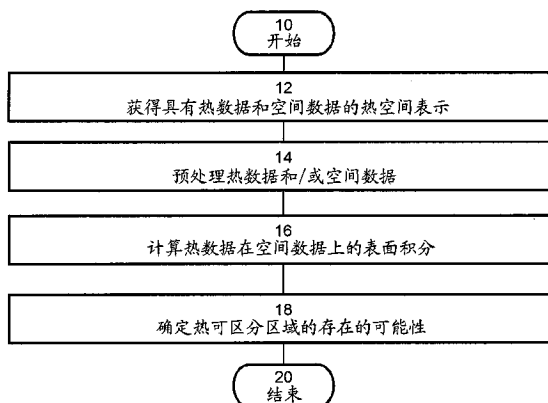 10
开始
12
获得具有热数据和空间数据的热空间表示
14
预处理热数据和/或空间数据
16
计算热数据在空间数据上的表面积分
18
确定热可区分区域的存在的可能性
20
结束